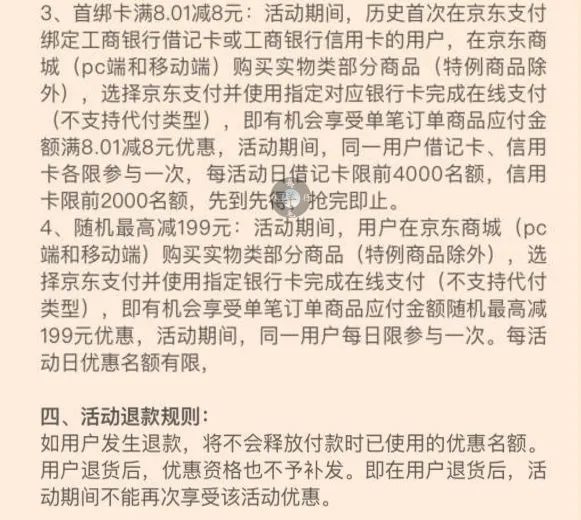 3、首绑卡满8.01减8元：活动期间，历史首次在京东支付
绑定工商银行借记卡或工商银行信用卡的用户，在京东商
城（pc端和移动端）购买实物类部分商品（特例商品除
外），选择京东支付并使用指定对应银行卡完成在线支付
（不支持代付类型），即有机会享受单笔订单商品应付金
额满8.01减8元优惠，活动期间，同一用户借记卡、信用
卡各限参与一次，每活动日借记卡限前4000名额，信用
卡限前2000名额，先到先得，抢完即止。
4、随机最高减199元：活动期间，用户在京东商城（pc
端和移动端）购买实物类部分商品（特例商品除外），选
择京东支付并使用指定银行卡完成在线支付（不支持代付
类型），即有机会享受单笔订单商品应付金额随机最高减
199元优惠，活动期间，同一用户每日限参与一次。每活
动日优惠名额有限，
四、活动退款规则：
如用户发生退款，将不会释放付款时已使用的优惠名额。
用户退货后，优惠资格也不予补发。即在用户退货后，活
动期间不能再次享受该活动优惠。